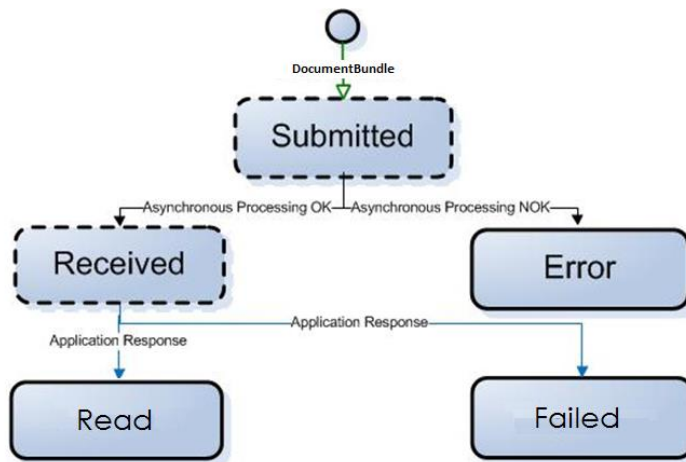 DocumentBundle
Submitted
Asynchronous Processing OK
Asynchronous Processing NOK
Received
Error
Application Response
Application Response
Read
Failed